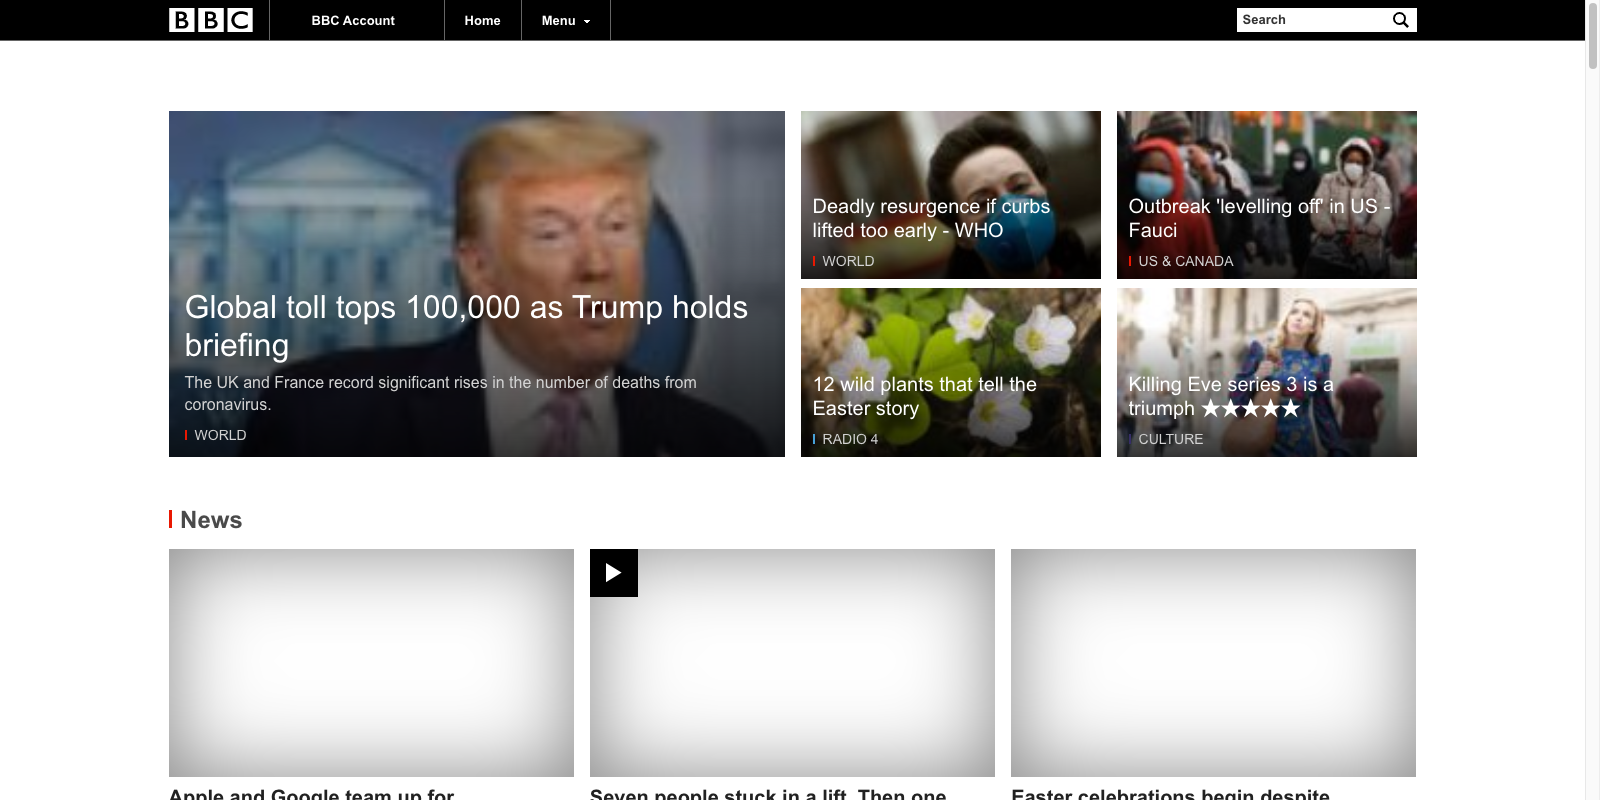 BBC
BBC Account
Home
Menu
Search
Global toll tops 100,000 as Trump holds
briefing
The UK and France record significant rises in the number of deaths from
coronavirus.
WORLD
Deadly resurgence if curbs
lifted too early - WHO
WORLD
Outbreak 'levelling off' in US -
Fauci
US & CANADA
12 wild plants that tell the
Easter story
RADIO 4
Killing Eve series 3 is a
triumph ★★★★★
CULTURE
News
Apple and Google team up for
Seven people stuck in a lift. Then one
Easter celebrations begin despite